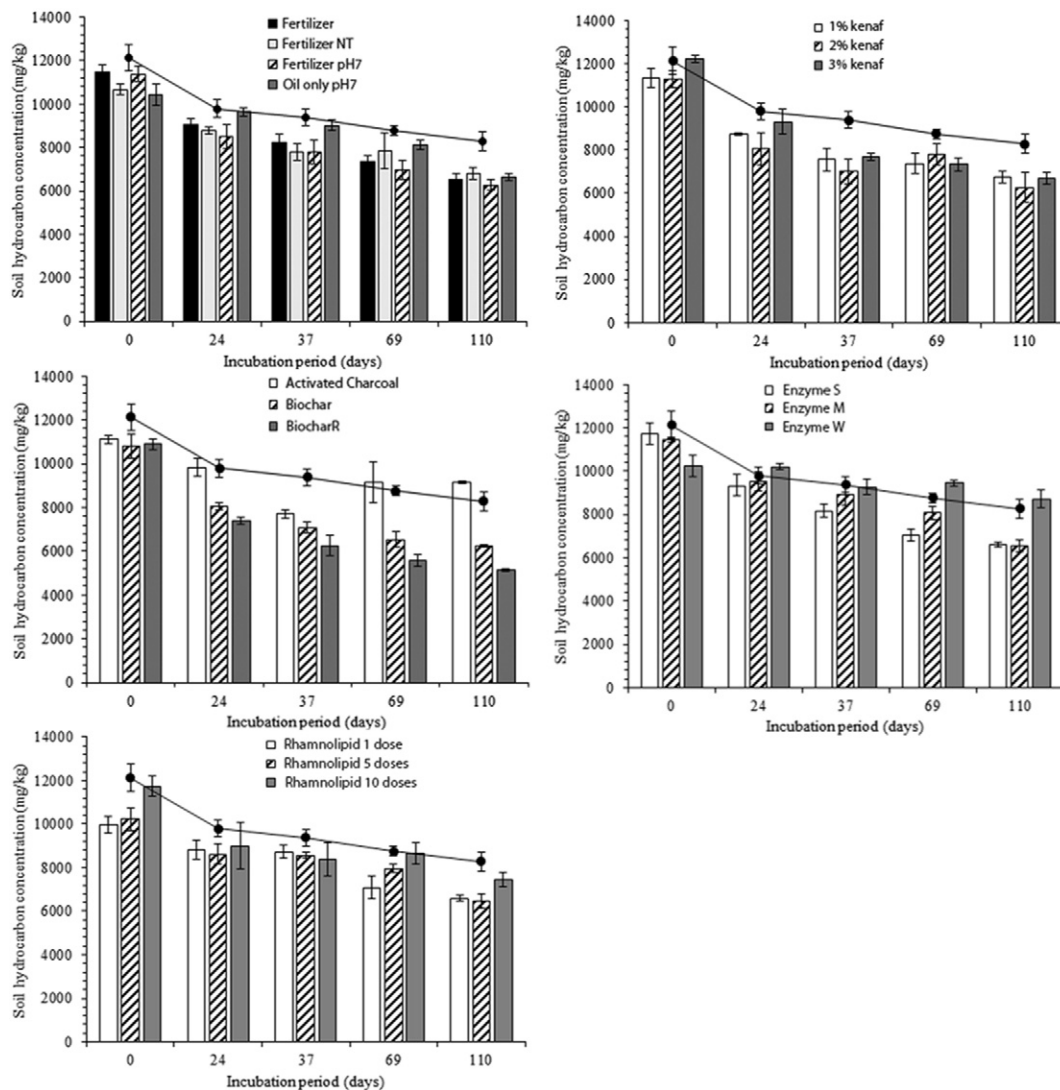 Soil hydrocarbon concentration (mg/kg)
14000
12000
10000
8000
6000
4000
2000
0
Fertilizer
Fertilizer NT
Fertilizer pH7
Oil only pH7
0 24 37 69 110
Incubation period (days)
Soil hydrocarbon concentration (mg/kg)
14000
12000
10000
8000
6000
4000
2000
0
1% kenaf
2% kenaf
3% kenaf
0 24 37 69 110
Incubation period (days)
Soil hydrocarbon concentration (mg/kg)
14000
12000
10000
8000
6000
4000
2000
0
Activated Charcoal
Biochar
BiocharR
0 24 37 69 110
Incubation period (days)
Soil hydrocarbon concentration (mg/kg)
14000
12000
10000
8000
6000
4000
2000
0
Enzyme S
Enzyme M
Enzyme W
0 24 37 69 110
Incubation period (days)
Soil hydrocarbon concentration (mg/kg)
14000
12000
10000
8000
6000
4000
2000
0
Rhamnolipid 1 dose
Rhamnolipid 5 doses
Rhamnolipid 10 doses
0 24 37 69 110
Incubation period (days)